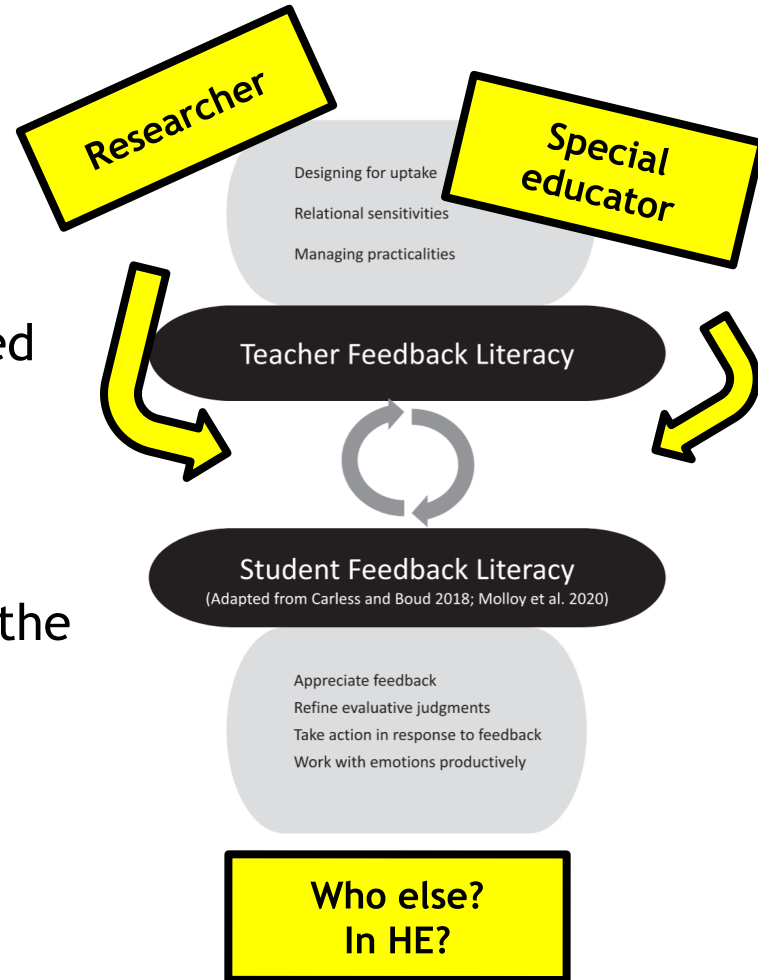 Researcher
Special
educator
Designing for uptake
Relational sensitivities
Managing practicalities
ed
Teacher Feedback Literacy
Student Feedback Literacy
(Adapted from Carless and Boud 2018; Molloy et al. 2020)
the
Appreciate feedback
Refine evaluative judgments
Take action in response to feedback
Work with emotions productively
Who else?
In HE?